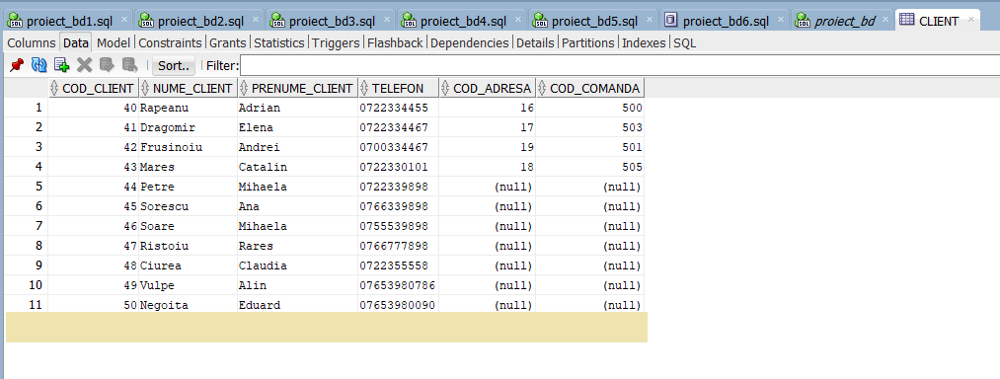 proiect_bd1.sql proiect_bd2.sql proiect_bd3.sql proiect_bd4.sql proiect_bd5.sql proiect_bd6.sql proiect_bd CLIENT
Columns Data Model Constraints Grants Statistics Triggers Flashback Dependencies Details Partitions Indexes SQL
Sort.. Filter:
COD_CLIENT NUME_CLIENT PRENUME_CLIENT TELEFON COD_ADRESA COD_COMANDA
1 40 Rapeanu Adrian 0722334455 16 500
2 41 Dragomir Elena 0722334467 17 503
3 42 Frusinoiu Andrei 0700334467 19 501
4 43 Mares Catalin 0722330101 18 505
5 44 Petre Mihaela 0722339898 (null) (null)
6 45 Sorescu Ana 0766339898 (null) (null)
7 46 Soare Mihaela 0755539898 (null) (null)
8 47 Ristoiu Rares 0766777898 (null) (null)
9 48 Ciurea Claudia 0722355558 (null) (null)
10 49 Vulpe Alin 07653980786 (null) (null)
11 50 Negoita Eduard 07653980090 (null) (null)